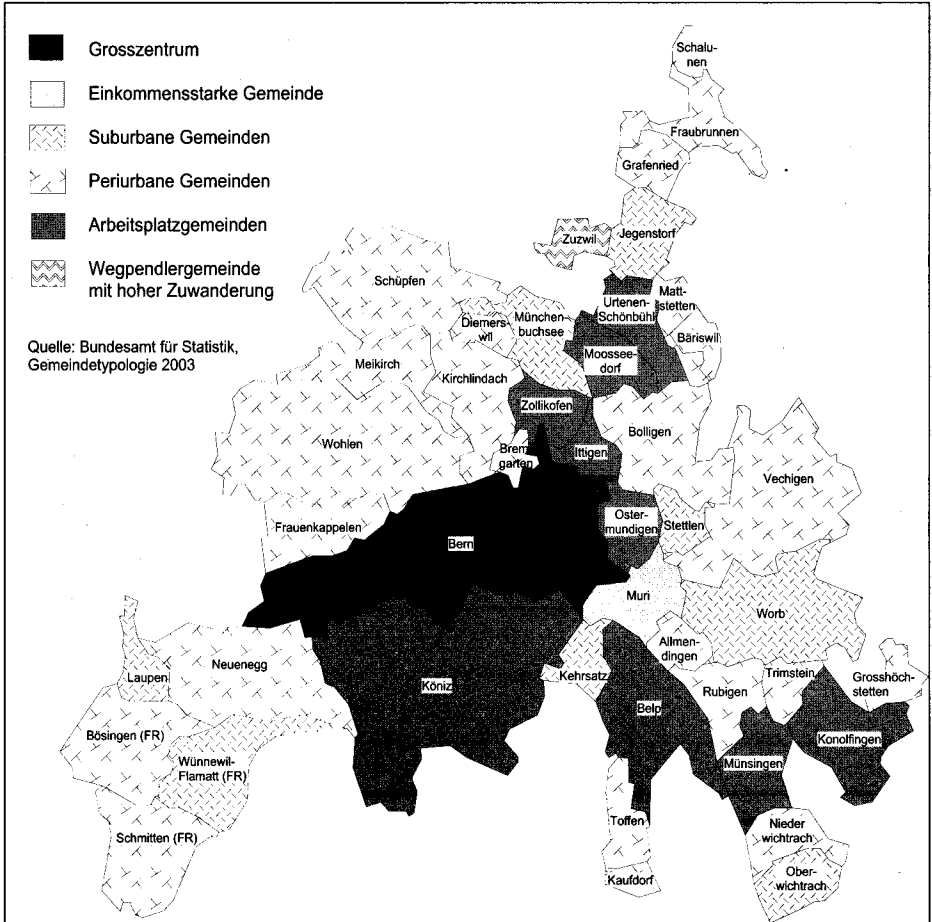 Grosszentrum
Einkommensstarke Gemeinde
Suburbane Gemeinden
Periurbane Gemeinden
Arbeitsplatzgemeinden
Wegpendlergemeinde
mit hoher Zuwanderung
Quelle: Bundesamt für Statistik,
Gemeindetypologie 2003
Schalu-
nen
Fraubrunnen
Grafenried
Zuzwil
Jegenstorf
Schüpfen
Diemers
wil
München-
buchsee
Urtenen-
Schönbühl
Matt-
stetten
Bäriswil
Moossee-
dorf
Meikirch
Kirchlindach
Zollikofen
Bolligen
Wohlen
Brem
garten
Ittigen
Vechigen
Frauenkappelen
Bern
Oster-
mundigen
Stettlen
Muri
Worb
Allmen-
dingen
Laupen
Neuenegg
Köniz
Kehrsatz
Belp
Rubigen
Trimstein
Grosshöch-
stetten
Bösingen (FR)
Wünnewil-
Flamatt (FR)
Konolfingen
Münsingen
Schmitten (FR)
Toffen
Nieder
wichtrach
Kaufdorf
Ober-
wichtrach